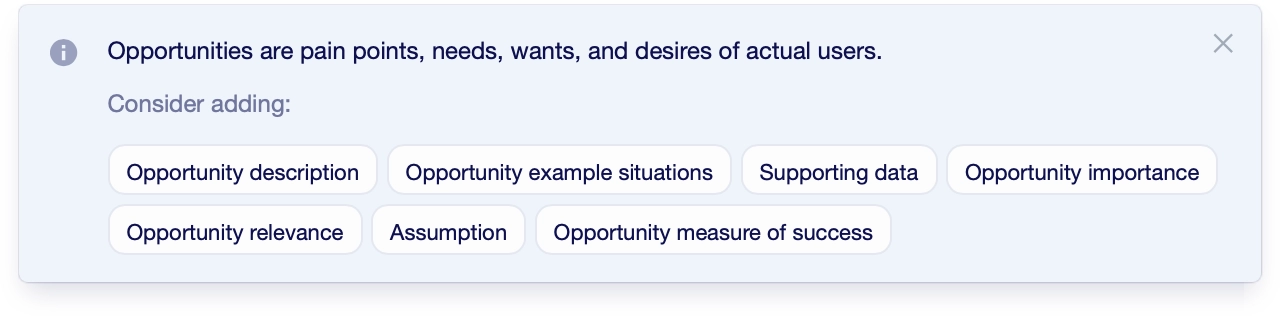 Opportunities are pain points, needs, wants, and desires of actual users.
Consider adding:
Opportunity description Opportunity example situations Supporting data Opportunity importance
Opportunity relevance Assumption Opportunity measure of success